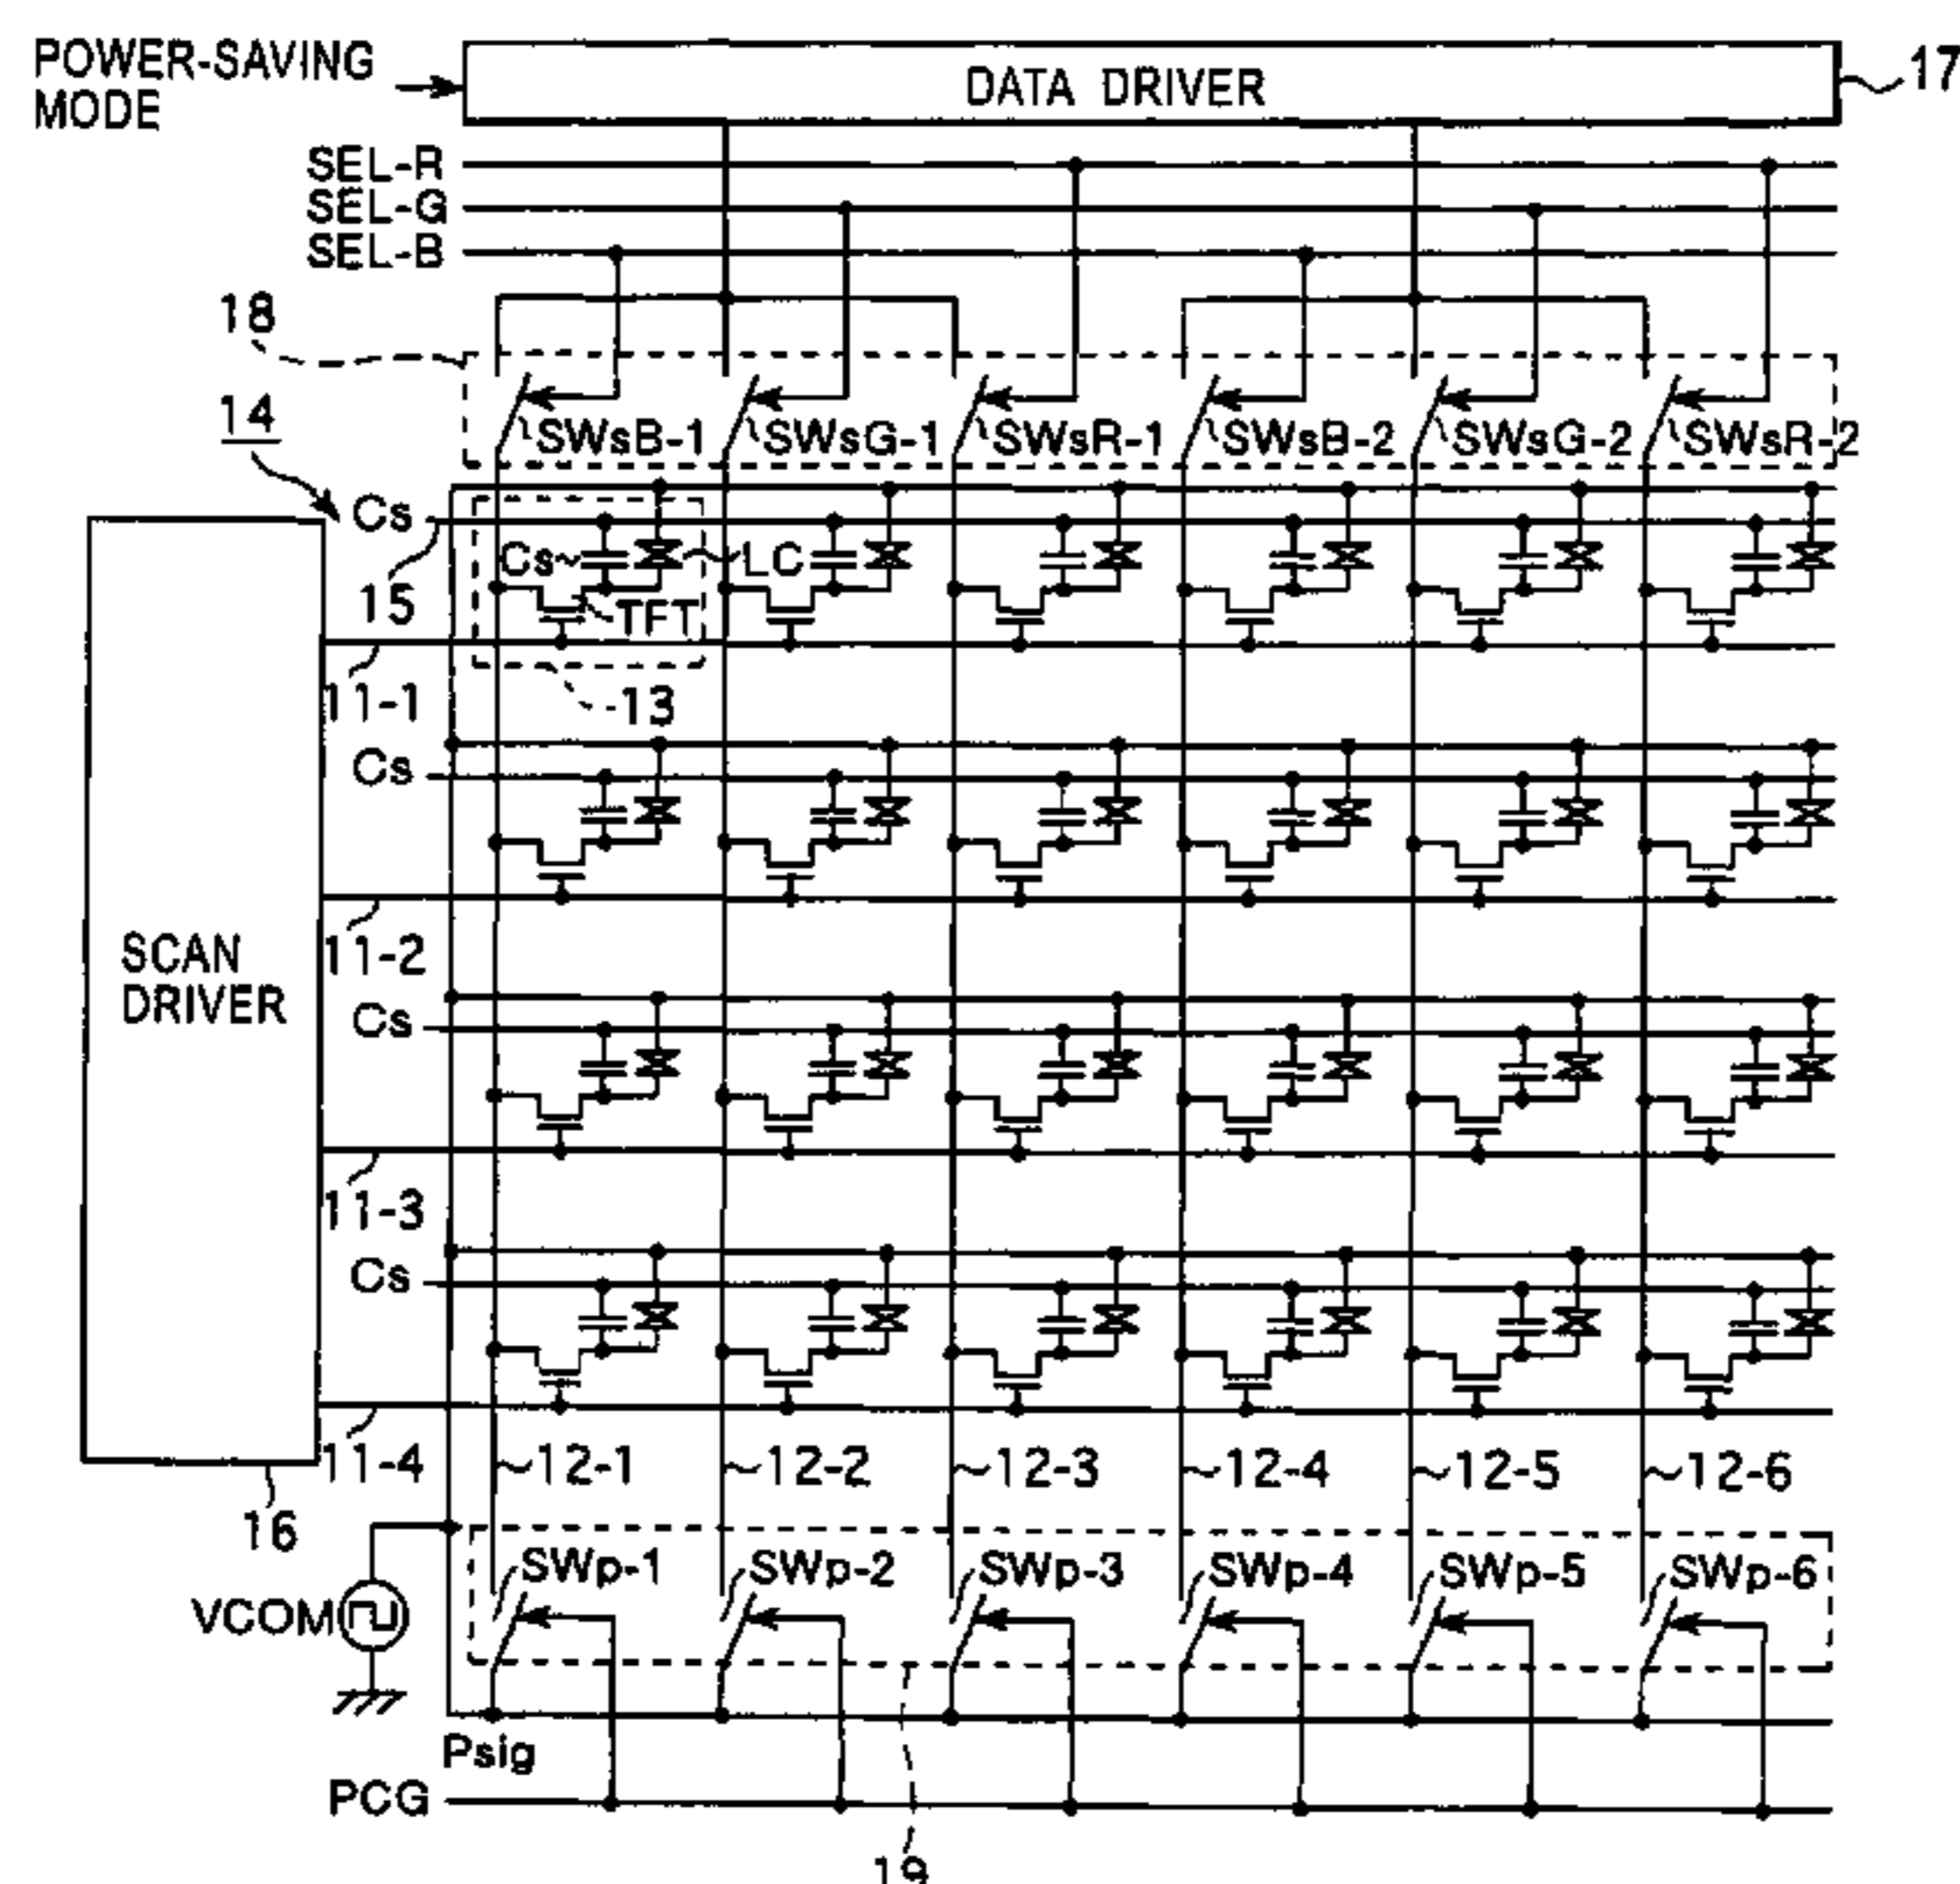 POWER-SAVING
MODE
DATA DRIVER
17
SEL-R
SEL-G
SEL-B
18
14
SWsB-1
SWsG-1
SWsR-1
SWsB-2
SWsG-2
SWsR-2
Cs
Cs
LC
15
TFT
11-1
13
Cs
11-2
SCAN
DRIVER
Cs
11-3
Cs
11-4
12-1
12-2
12-3
12-4
12-5
12-6
16
SWp-1
SWp-2
SWp-3
SWp-4
SWp-5
SWp-6
VCOM
Psig
PCG
19